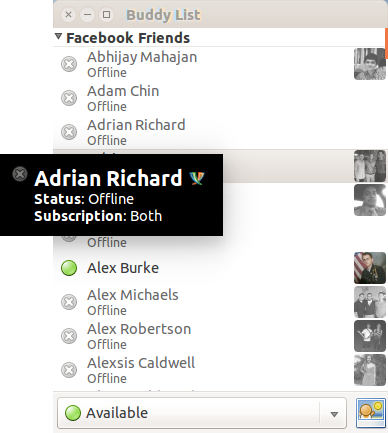 Buddy List
Facebook Friends
Abhijay Mahajan
Offline
Adam Chin
Offline
Adrian Richard
Offline
Adrian Richard
Status: Offline
Subscription: Both
Offline
Alex Burke
Alex Michaels
Offline
Alex Robertson
Offline
Alexsis Caldwell
Offline
Available